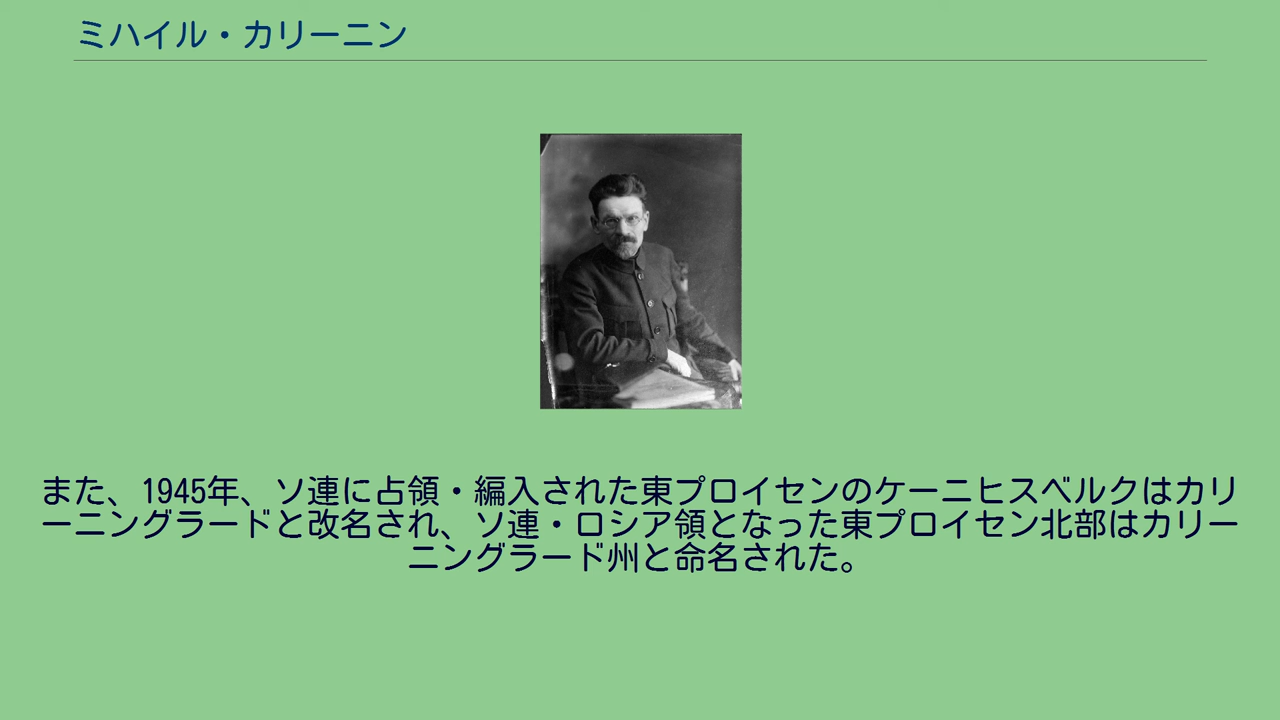 ミハイル・カリーニン
また、1945年、ソ連に占領・編入された東プロイセンのケーニヒスベルクはカリ
ーニングラードと改名され、ソ連・ロシア領となった東プロイセン北部はカリー
ニングラード州と命名された。